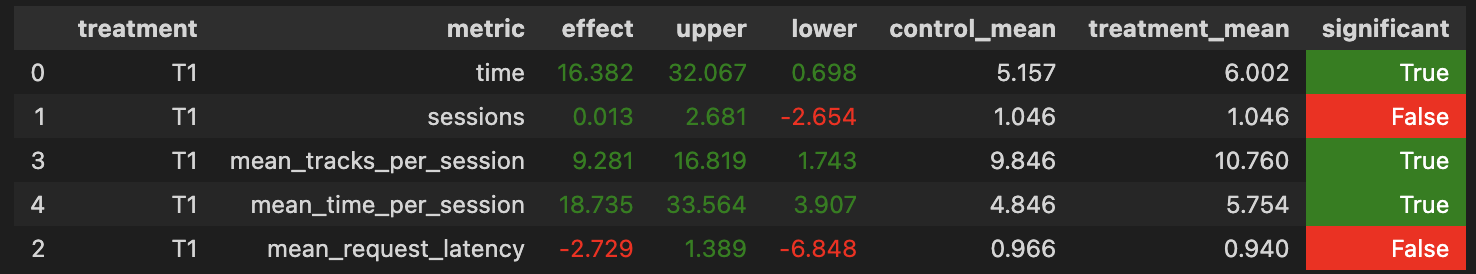 treatment metric effect upper lower control_mean treatment_mean significant
0 T1 time 16.382 32.067 0.698 5.157 6.002 True
1 T1 sessions 0.013 2.681 -2.654 1.046 1.046 False
3 T1 mean_tracks_per_session 9.281 16.819 1.743 9.846 10.760 True
4 T1 mean_time_per_session 18.735 33.564 3.907 4.846 5.754 True
2 T1 mean_request_latency -2.729 1.389 -6.848 0.966 0.940 False